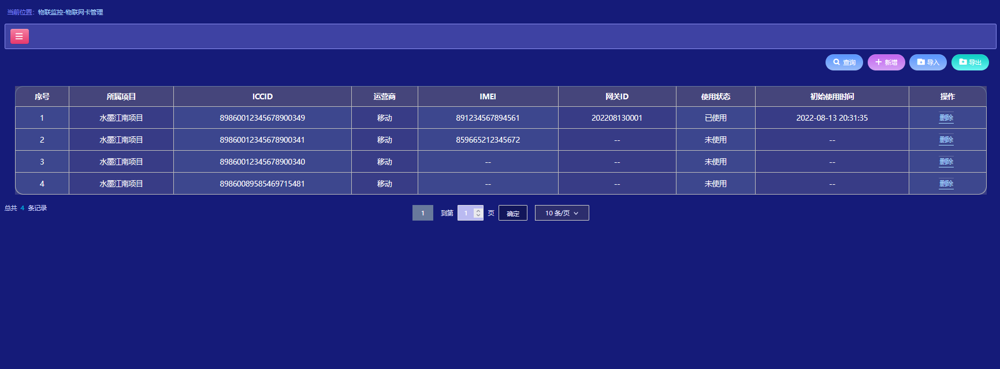 当前位置: 物联监控-物联网卡管理
查询 新增 导入 导出
序号 所属项目 ICCID 运营商 IMEI 网关ID 使用状态 初始使用时间 操作
1 水墨江南项目 89860012345678900349 移动 891234567894561 202208130001 已使用 2022-08-13 20:31:35 删除
2 水墨江南项目 89860012345678900341 移动 859665212345672 -- 未使用 -- 删除
3 水墨江南项目 89860012345678900340 移动 -- -- 未使用 -- 删除
4 水墨江南项目 89860089585469715481 移动 -- -- 未使用 -- 删除
总共 4 条记录
1 到第 1 页 确定 10 条/页